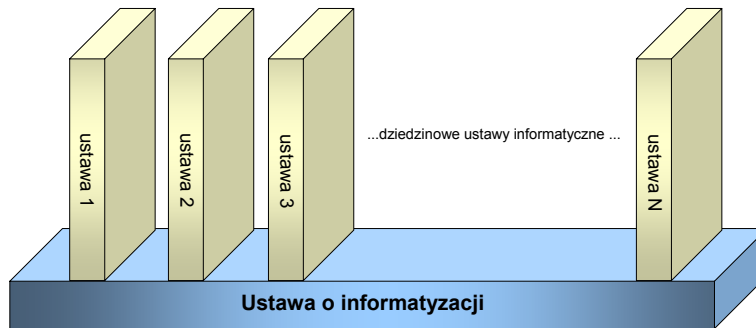 ustawa 1
ustawa 2
ustawa 3
...dziedzinowe ustawy informatyczne ...
ustawa N
Ustawa o informatyzacji